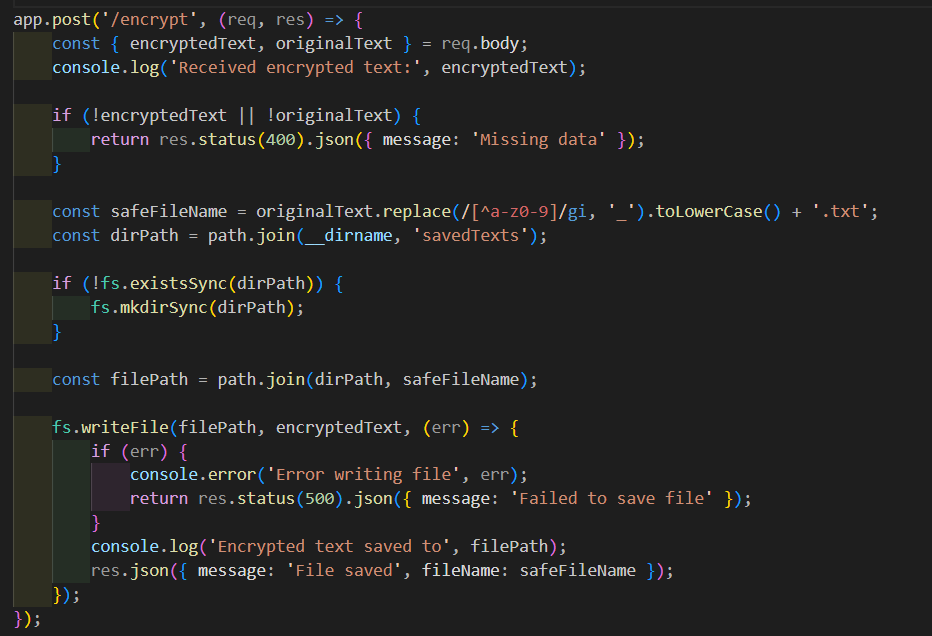 app.post('/encrypt', (req, res) => {
    const { encryptedText, originalText } = req.body;
    console.log('Received encrypted text:', encryptedText);
    if (!encryptedText || !originalText) {
        return res.status(400).json({ message: 'Missing data' });
    }
    const safeFileName = originalText.replace(/[^a-z0-9]/gi, '_').toLowerCase() + '.txt';
    const dirPath = path.join(__dirname, 'savedTexts');
    if (!fs.existsSync(dirPath)) {
        fs.mkdirSync(dirPath);
    }
    const filePath = path.join(dirPath, safeFileName);
    fs.writeFile(filePath, encryptedText, (err) => {
        if (err) {
            console.error('Error writing file', err);
            return res.status(500).json({ message: 'Failed to save file' });
        }
        console.log('Encrypted text saved to', filePath);
        res.json({ message: 'File saved', fileName: safeFileName });
    });
});